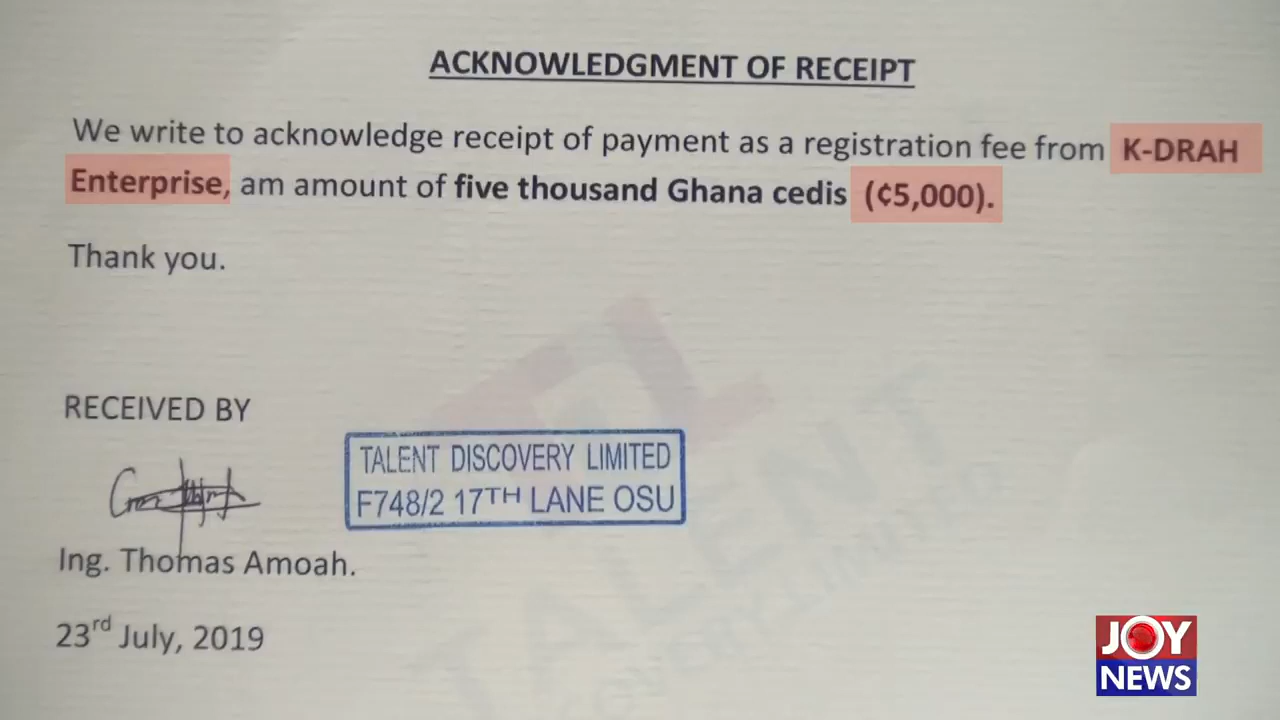 ACKNOWLEDGMENT OF RECEIPT
We write to acknowledge receipt of payment as a registration fee from K-DRAH
Enterprise, am amount of five thousand Ghana cedis (¢5,000).
Thank you.
RECEIVED BY
TALENT DISCOVERY LIMITED
F748/2 17TH LANE OSU
Ing. Thomas Amoah.
23rd July, 2019
TALENT
JOY
NEWS